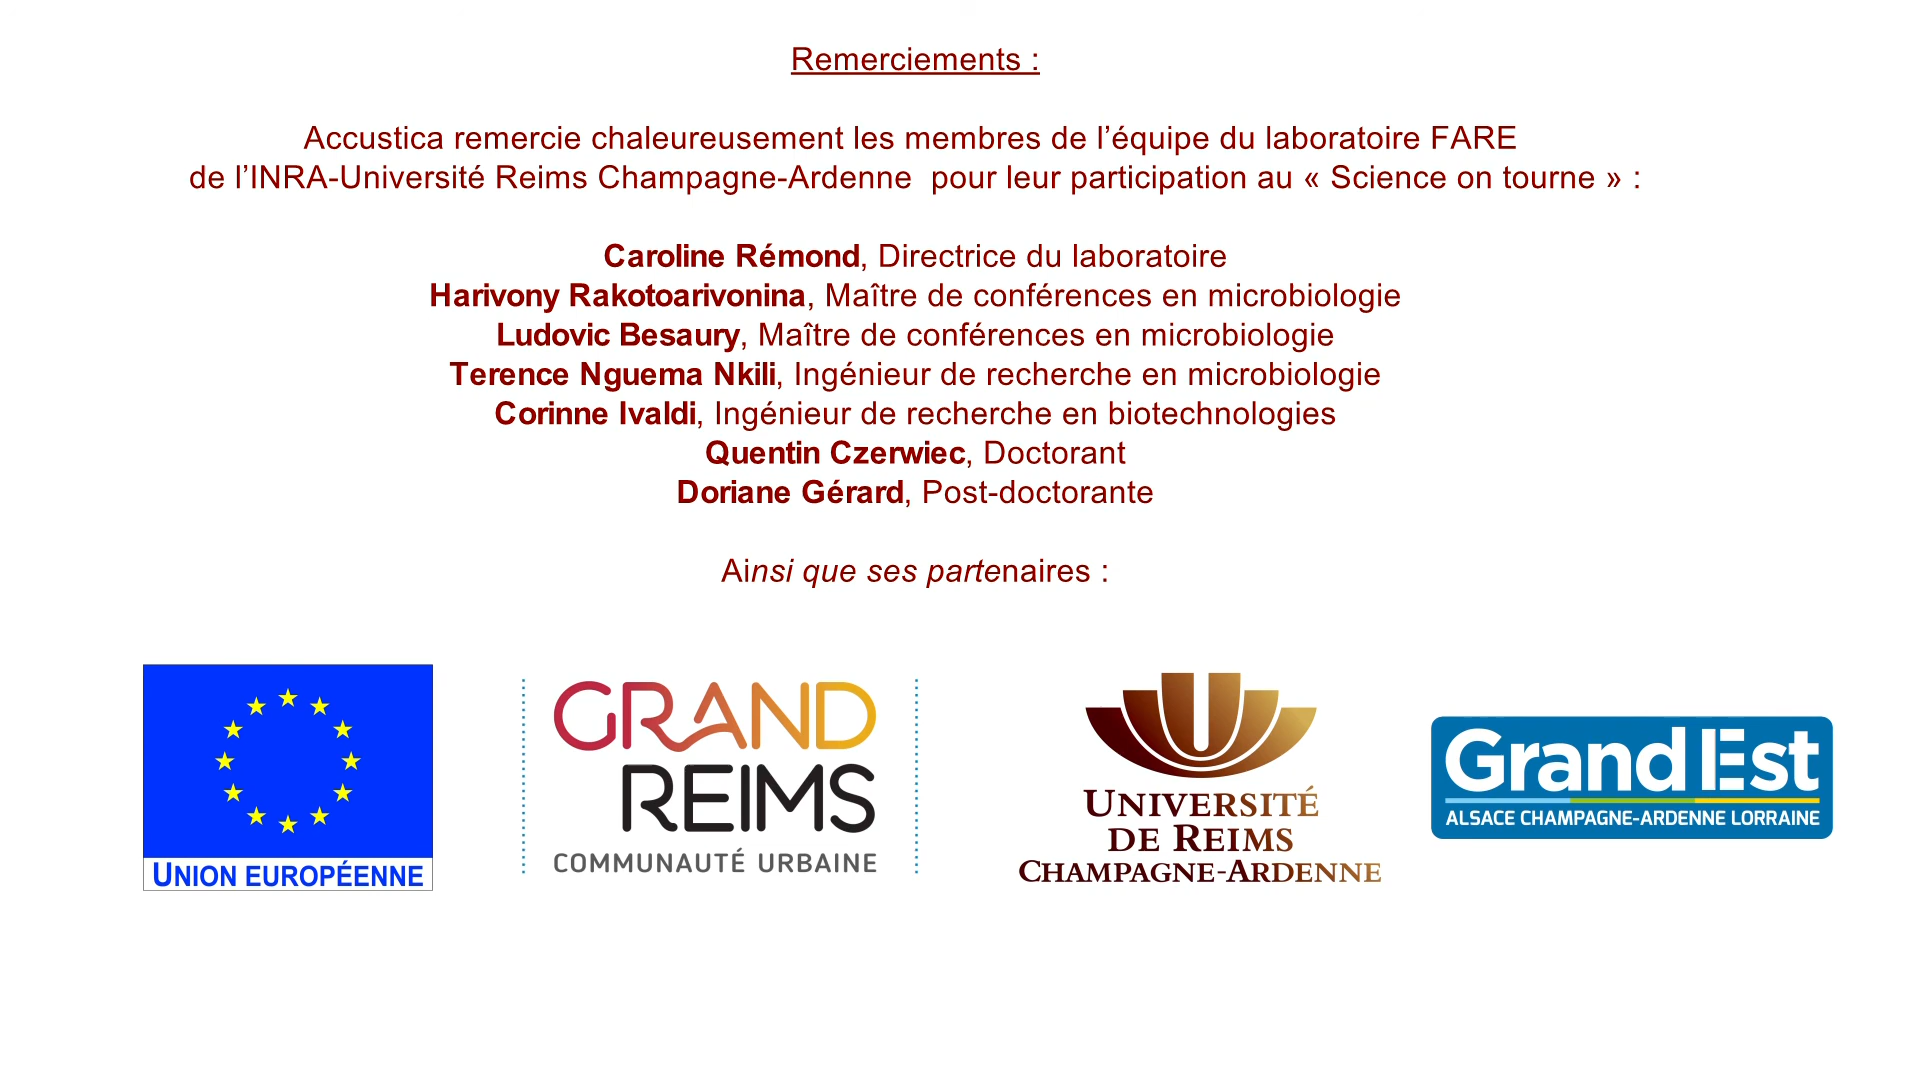 Remerciements :
Accustica remercie chaleureusement les membres de l’équipe du laboratoire FARE
de l’INRA-Université Reims Champagne-Ardenne  pour leur participation au « Science on tourne » :
Caroline Rémond, Directrice du laboratoire
Harivony Rakotoarivonina, Maître de conférences en microbiologie
Ludovic Besaury, Maître de conférences en microbiologie
Terence Nguema Nkili, Ingénieur de recherche en microbiologie
Corinne Ivaldi, Ingénieur de recherche en biotechnologies
Quentin Czerwiec, Doctorant
Doriane Gérard, Post-doctorante
Ainsi que ses partenaires :
UNION EUROPÉENNE
GRAND
REIMS
COMMUNAUTÉ URBAINE
UNIVERSITÉ
DE REIMS
CHAMPAGNE-ARDENNE
Grand Est
ALSACE CHAMPAGNE-ARDENNE LORRAINE